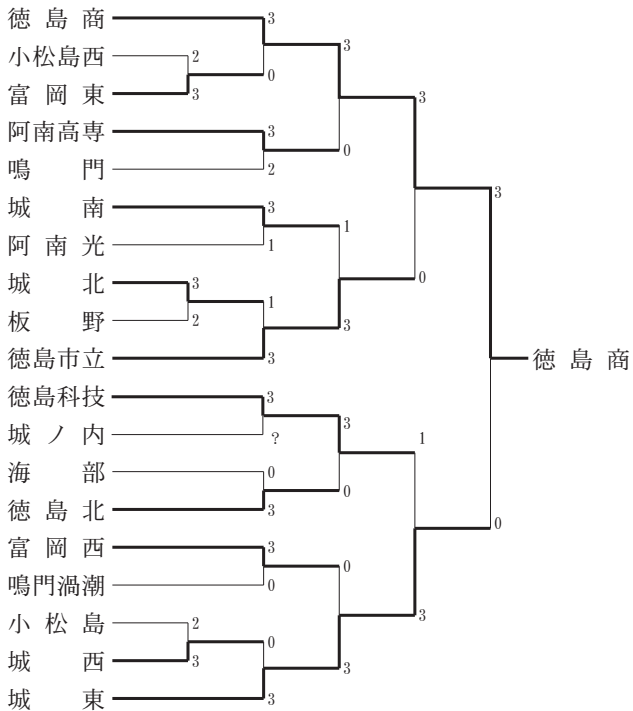 徳島商 3
3
小松島西 2
0
富岡東 3
3
阿南高専 3
0
鳴門 2
3
城南 3
1
阿南光 1
0
城北 3
1
板野 2
3
徳島市立 3
徳島商
徳島科技 3
3
城ノ内 ?
1
海部 0
0
徳島北 3
0
富岡西 3
0
鳴門渦潮 0
3
小松島 2
0
城西 3
3
城東 3